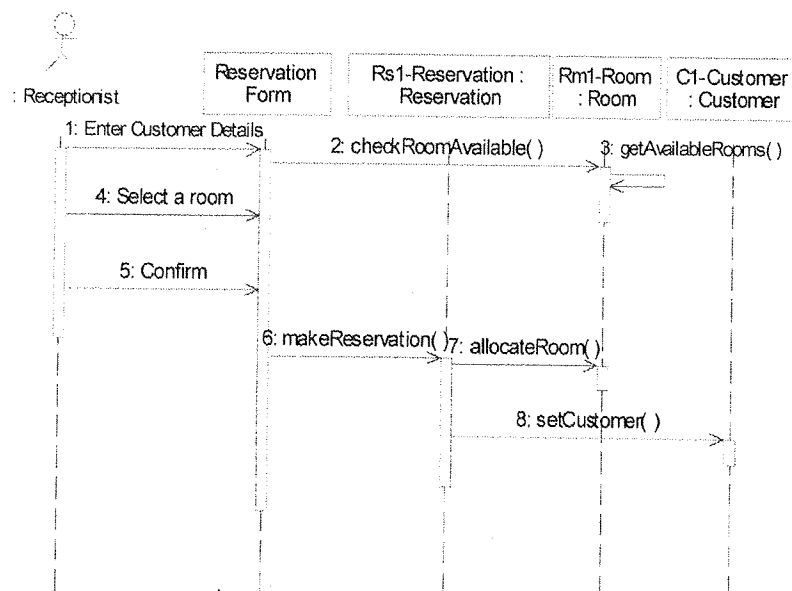 : Receptionist
Reservation
Form
Rs1-Reservation :
Reservation
Rm1-Room
: Room
C1-Customer
: Customer
1: Enter Customer Details
2: checkRoomAvailable( )
3: getAvailableRooms( )
4: Select a room
5: Confirm
6: makeReservation( )
7: allocateRoom( )
8: setCustomer( )